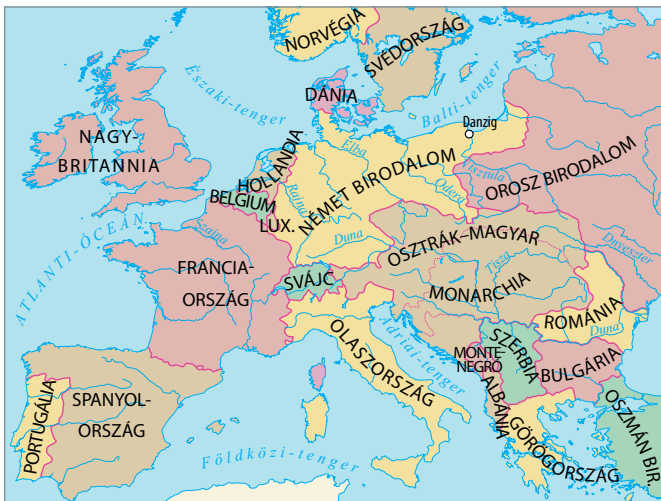 NORVÉGIA
SVÉDORSZÁG
Északi-tenger
DÁNIA
Balti-tenger
Danzig
NAGY-
BRITANNIA
HOLLANDIA
Elba
NÉMET BIRODALOM
Visztula
OROSZ BIRODALOM
BELGIUM
Rajna
Odera
LUX.
ATLANTI-ÓCEÁN
Szajna
Duna
OSZTRÁK–MAGYAR
Dnyeszter
FRANCIA-
ORSZÁG
SVÁJC
Tisza
MONARCHIA
ROMÁNIA
Duna
OLASZORSZÁG
Adriai-tenger
SZERBIA
MONTE-
NEGRÓ
BULGÁRIA
PORTUGÁLIA
SPANYOL-
ORSZÁG
ALBÁNIA
GÖRÖGORSZÁG
OSZMÁN BIR.
Földközi-tenger